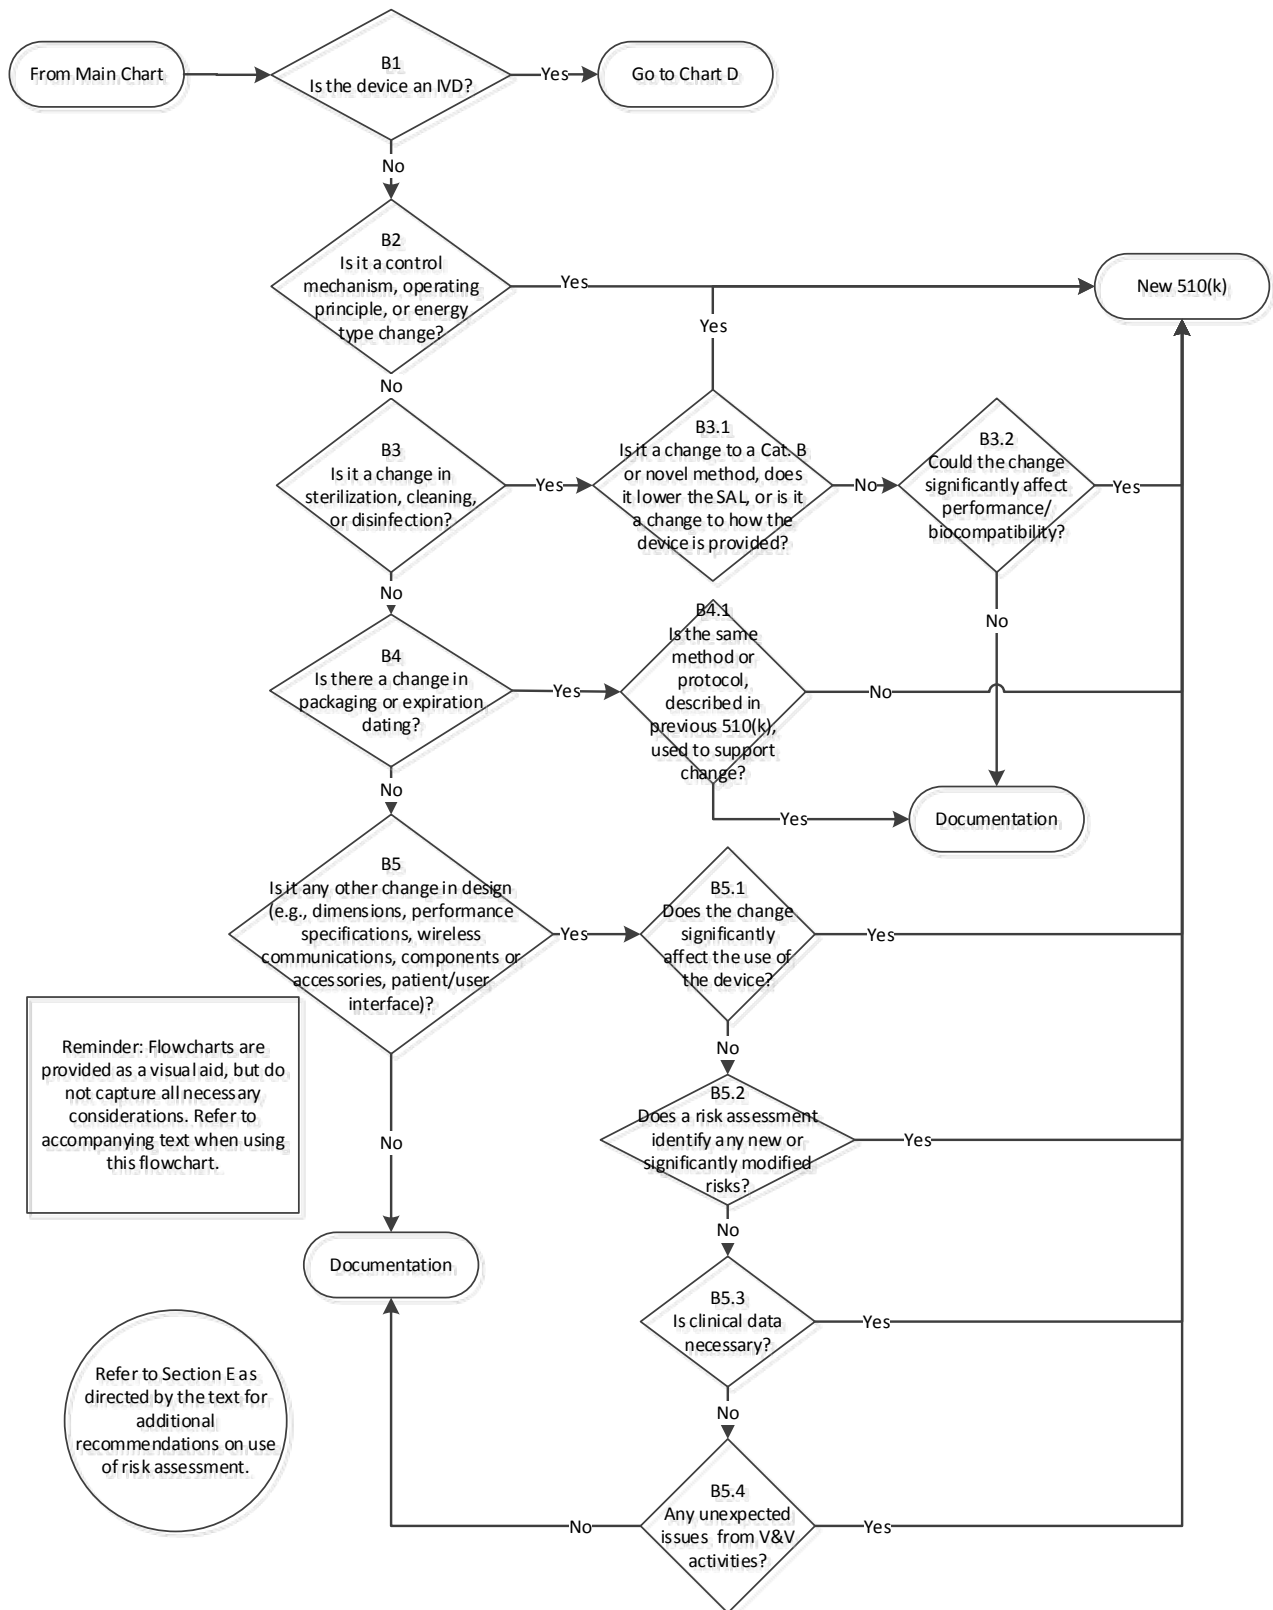 From Main Chart
B1
Is the device an IVD?
Yes
Go to Chart D
No
B2
Is it a control
mechanism, operating
principle, or energy
type change?
Yes
New 510(k)
Yes
No
B3
Is it a change in
sterilization, cleaning,
or disinfection?
Yes
B3.1
Is it a change to a Cat. B
or novel method, does
it lower the SAL, or is it
a change to how the
device is provided?
No
B3.2
Could the change
significantly affect
performance/
biocompatibility?
Yes
No
No
B4
Is there a change in
packaging or expiration
dating?
Yes
B4.1
Is the same
method or
protocol,
described in
previous 510(k),
used to support
change?
No
Yes
Documentation
No
B5
Is it any other change in design
(e.g., dimensions, performance
specifications, wireless
communications, components or
accessories, patient/user
interface)?
Yes
B5.1
Does the change
significantly
affect the use of
the device?
Yes
No
Reminder: Flowcharts are
provided as a visual aid, but do
not capture all necessary
considerations. Refer to
accompanying text when using
this flowchart.
No
B5.2
Does a risk assessment
identify any new or
significantly modified
risks?
Yes
No
Documentation
B5.3
Is clinical data
necessary?
Yes
No
Refer to Section E as
directed by the text for
additional
recommendations on use
of risk assessment.
B5.4
Any unexpected
issues from V&V
activities?
No
Yes